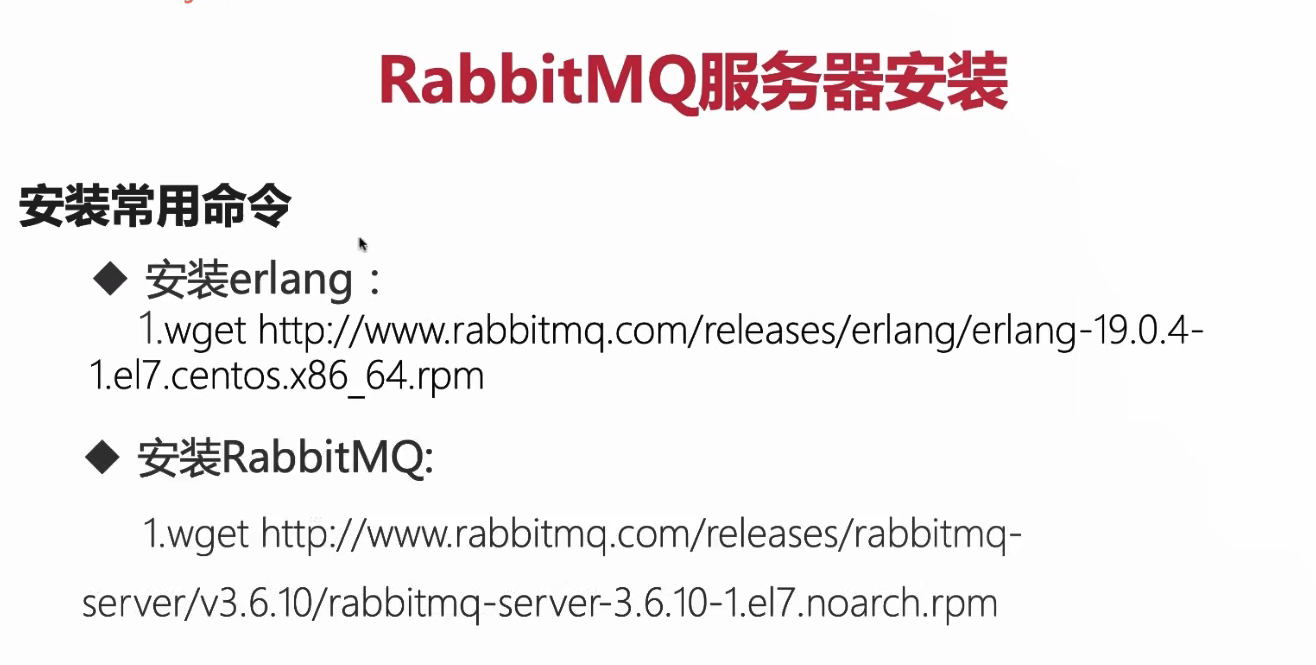 RabbitMQ服务器安装
安装常用命令
◆ 安装erlang：
1.wget http://www.rabbitmq.com/releases/erlang/erlang-19.0.4-
1.el7.centos.x86_64.rpm
◆ 安装RabbitMQ:
1.wget http://www.rabbitmq.com/releases/rabbitmq-
server/v3.6.10/rabbitmq-server-3.6.10-1.el7.noarch.rpm